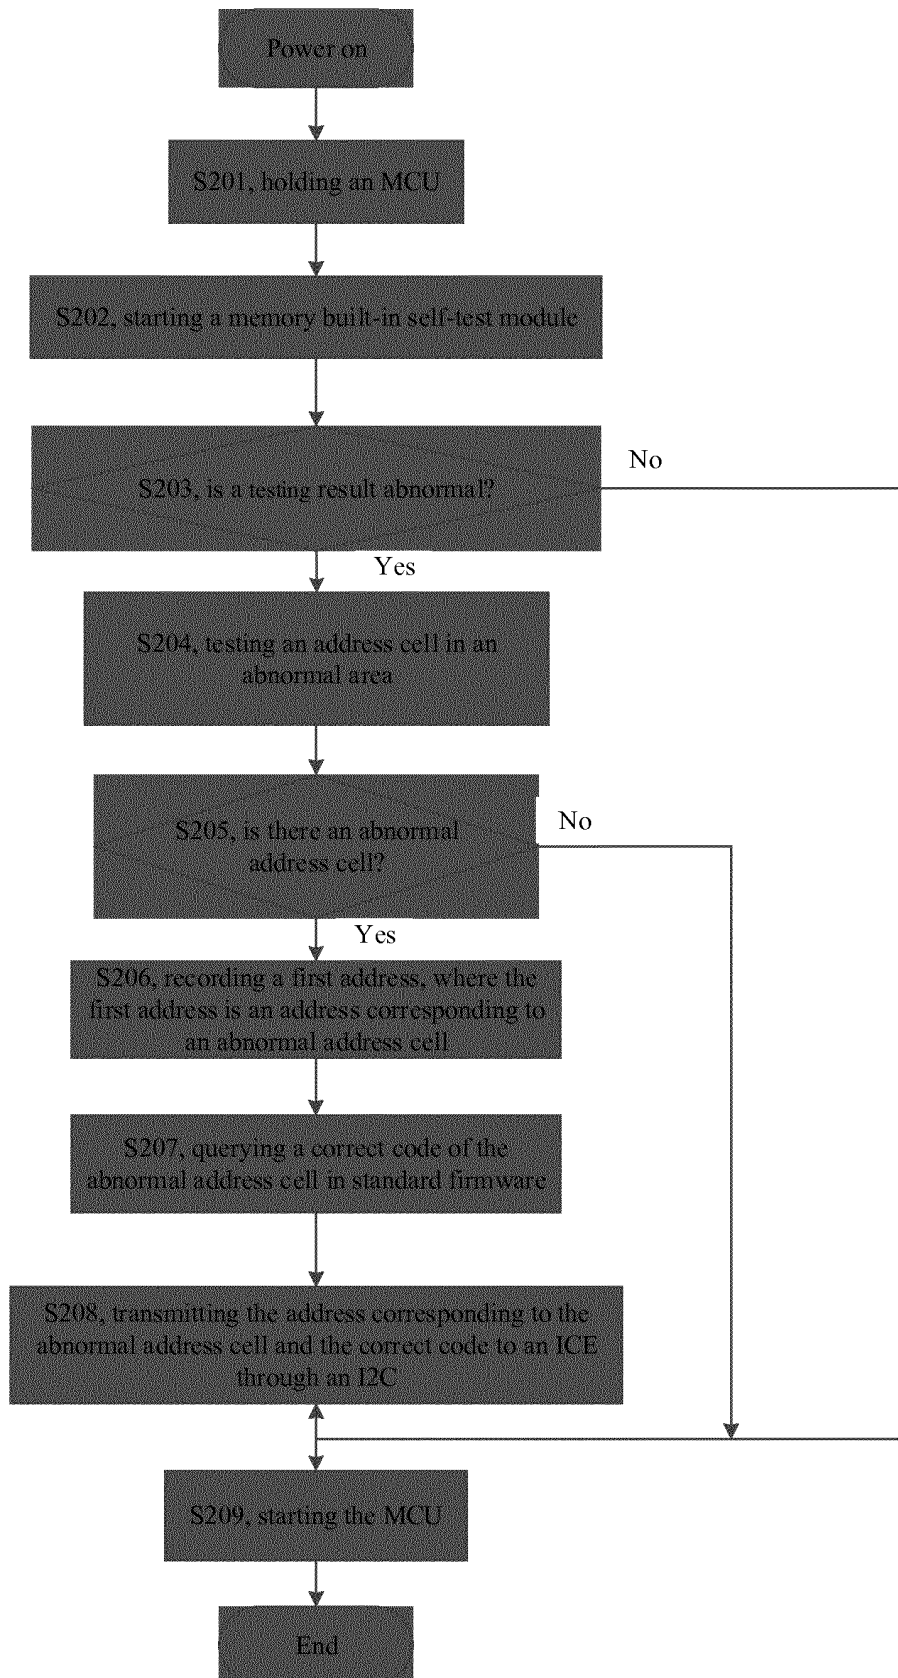 Power on
S201, holding an MCU
S202, starting a memory built-in self-test module
No
S203, is a testing result abnormal?
Yes
S204, testing an address cell in an
abnormal area
No
S205, is there an abnormal
address cell?
Yes
S206, recording a first address, where the
first address is an address corresponding to
an abnormal address cell
S207, querying a correct code of the
abnormal address cell in standard firmware
S208, transmitting the address corresponding to the
abnormal address cell and the correct code to an ICE
through an I2C
S209, starting the MCU
End